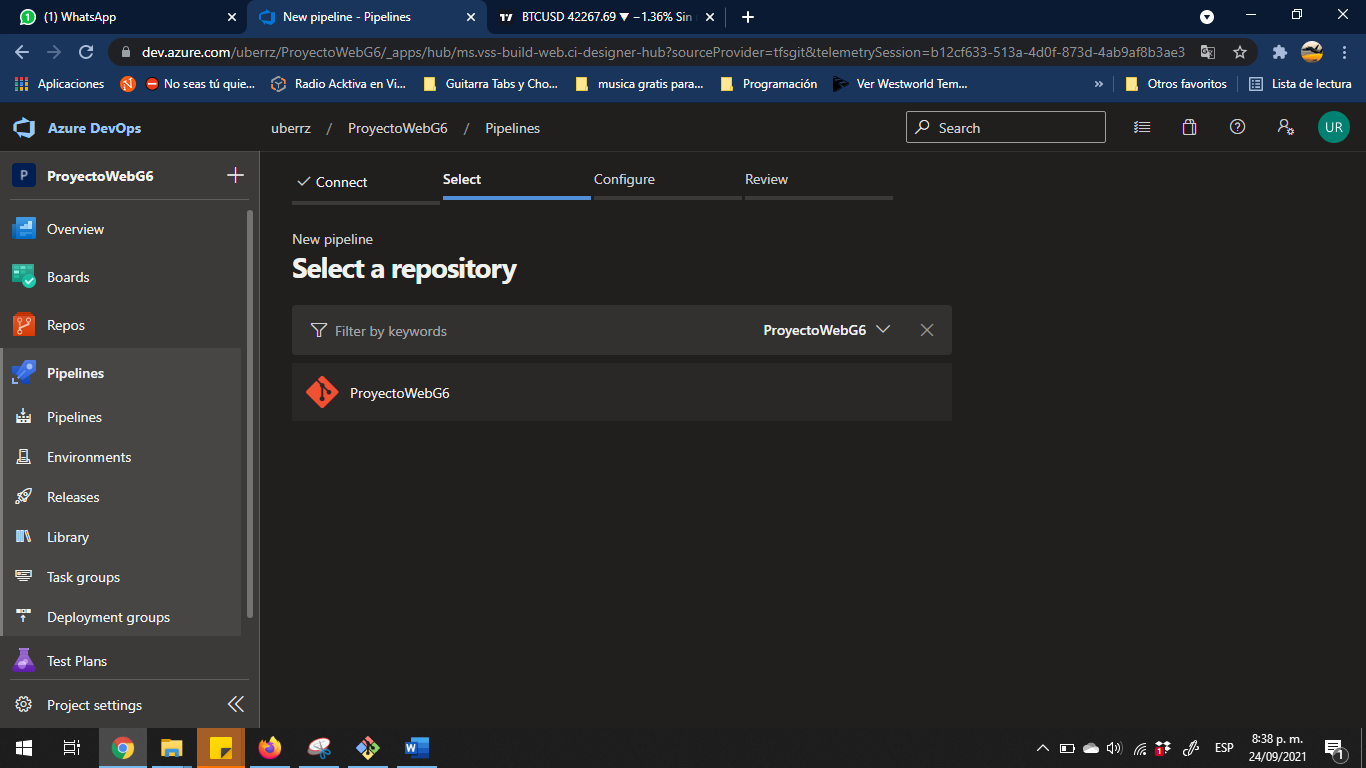 (1) WhatsApp
New pipeline - Pipelines
BTCUSD 42267.69 ▼ −1.36% Sin
dev.azure.com/uberrz/ProyectoWebG6/_apps/hub/ms.vss-build-web.ci-designer-hub?sourceProvider=tfsgit&telemetrySession=b12cf633-513a-4d0f-873d-4ab9af8b3ae3
Aplicaciones
No seas tú quie...
Radio Acktiva en Vi...
Guitarra Tabs y Cho...
musica gratis para...
Programación
Ver Westworld Tem...
»
Otros favoritos
Lista de lectura
Azure DevOps
uberrz / ProyectoWebG6 / Pipelines
Search
UR
P ProyectoWebG6
Overview
Boards
Repos
Pipelines
Pipelines
Environments
Releases
Library
Task groups
Deployment groups
Test Plans
Project settings
Connect
Select
Configure
Review
New pipeline
Select a repository
Filter by keywords
ProyectoWebG6
ProyectoWebG6
ESP
8:38 p. m.
24/09/2021
1